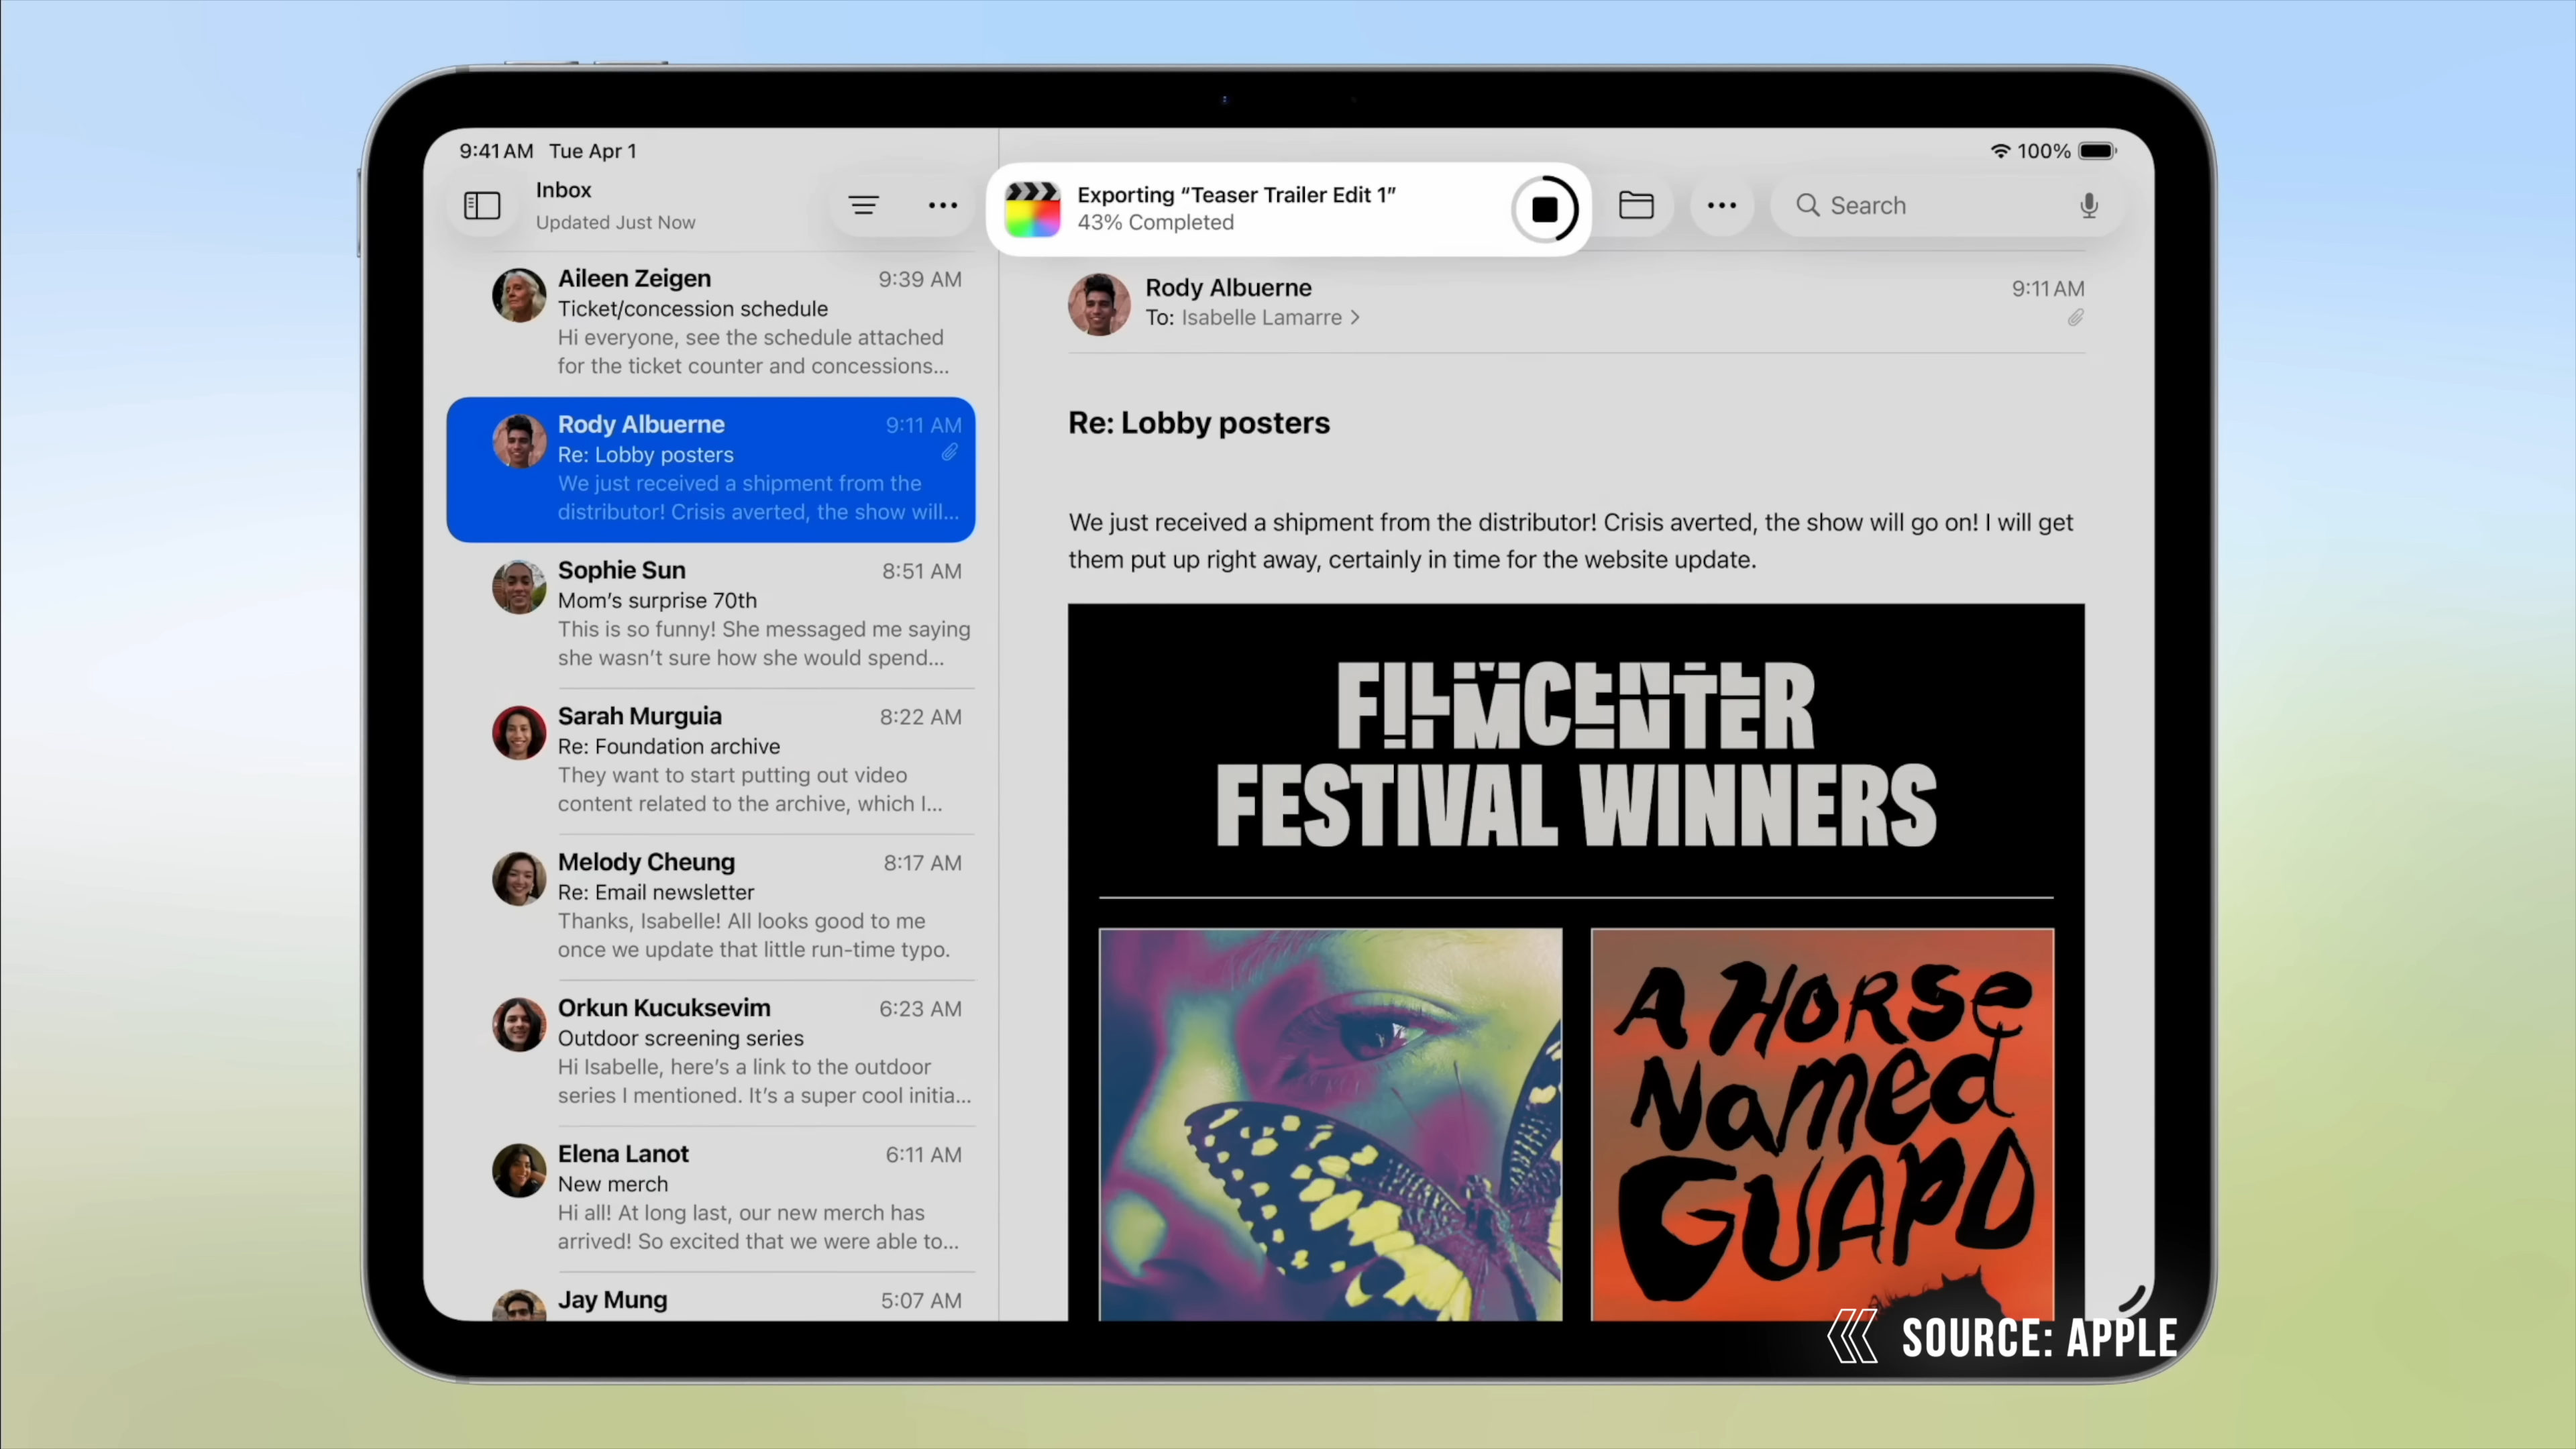 9:41 AM Tue Apr 1
100%
Inbox
Updated Just Now
Exporting “Teaser Trailer Edit 1”
43% Completed
Search
Aileen Zeigen 9:39 AM
Ticket/concession schedule
Hi everyone, see the schedule attached
for the ticket counter and concessions...
Rody Albuerne 9:11 AM
Re: Lobby posters
We just received a shipment from the
distributor! Crisis averted, the show will...
Sophie Sun 8:51 AM
Mom’s surprise 70th
This is so funny! She messaged me saying
she wasn’t sure how she would spend...
Sarah Murguia 8:22 AM
Re: Foundation archive
They want to start putting out video
content related to the archive, which I...
Melody Cheung 8:17 AM
Re: Email newsletter
Thanks, Isabelle! All looks good to me
once we update that little run-time typo.
Orkun Kucuksevim 6:23 AM
Outdoor screening series
Hi Isabelle, here’s a link to the outdoor
series I mentioned. It’s a super cool initia...
Elena Lanot 6:11 AM
New merch
Hi all! At long last, our new merch has
arrived! So excited that we were able to...
Jay Mung 5:07 AM
Rody Albuerne 9:11 AM
To: Isabelle Lamarre >
Re: Lobby posters
We just received a shipment from the distributor! Crisis averted, the show will go on! I will get
them put up right away, certainly in time for the website update.
FILMCENTER
FESTIVAL WINNERS
A HORSe
NameD
GUAPO
SOURCE: APPLE